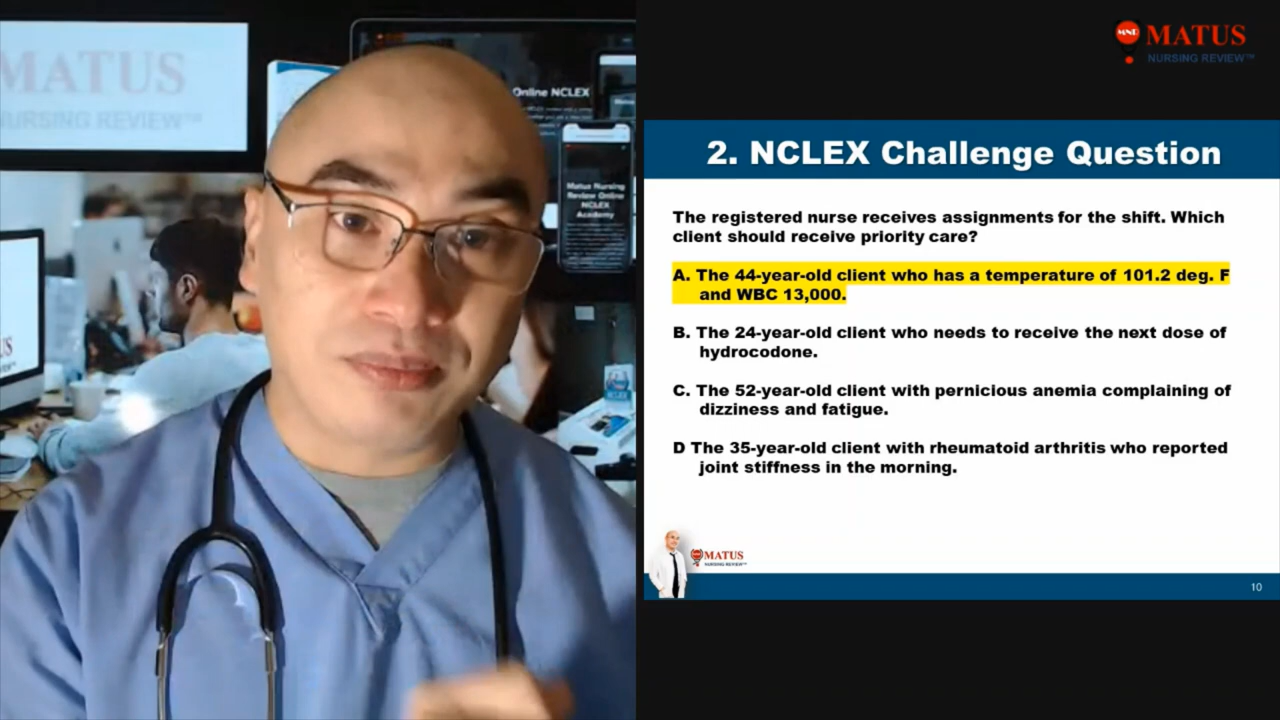 MATUS
NURSING REVIEW™
Online NCLEX
Matus Nursing
Review Online
NCLEX
Academy
MNR
MATUS
NURSING REVIEW™
2. NCLEX Challenge Question
The registered nurse receives assignments for the shift. Which
client should receive priority care?
A. The 44-year-old client who has a temperature of 101.2 deg. F
and WBC 13,000.
B. The 24-year-old client who needs to receive the next dose of
hydrocodone.
C. The 52-year-old client with pernicious anemia complaining of
dizziness and fatigue.
D The 35-year-old client with rheumatoid arthritis who reported
joint stiffness in the morning.
MATUS
NURSING REVIEW™
10